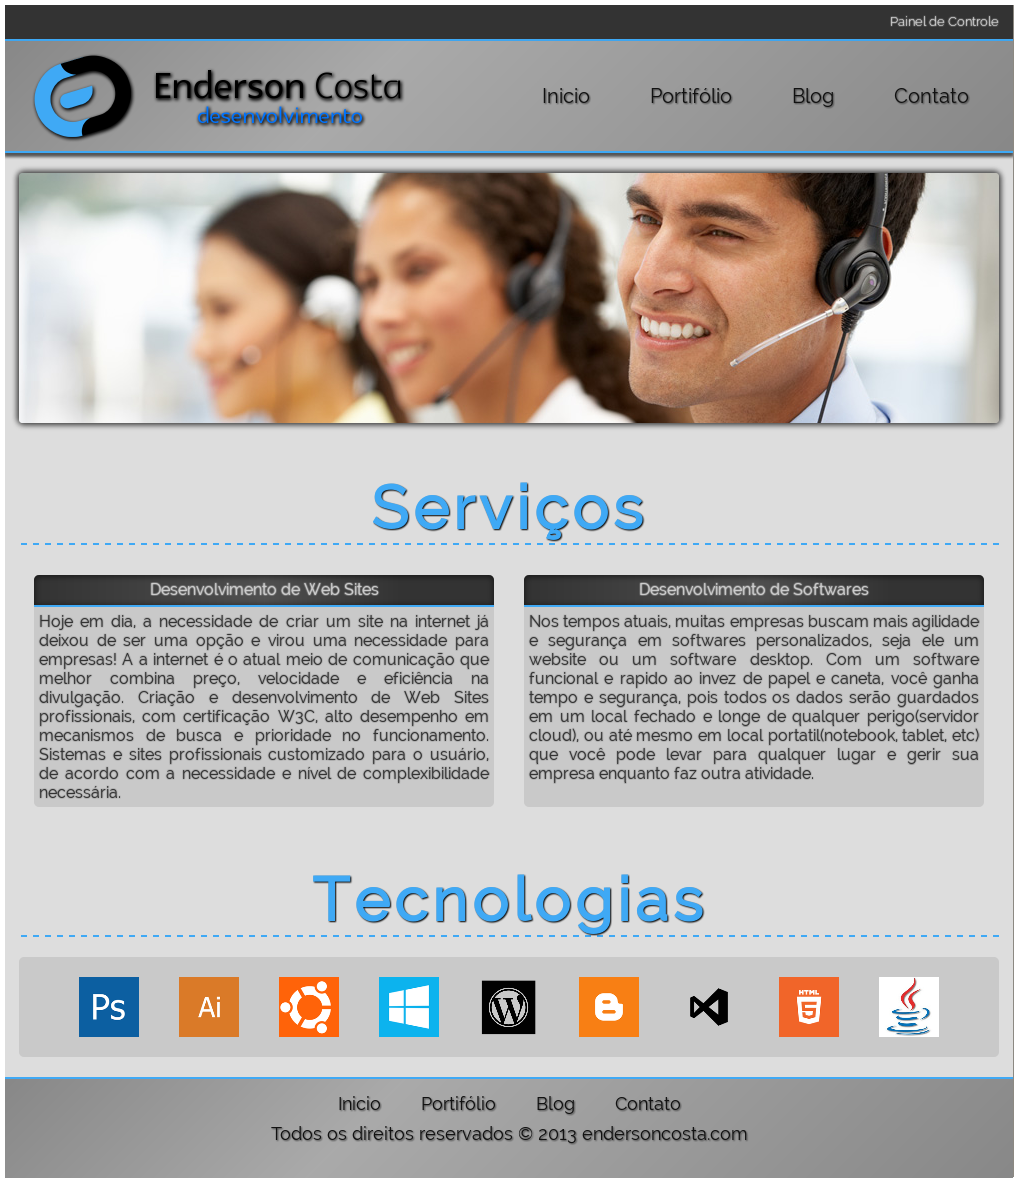 Painel de Controle
Enderson Costa
desenvolvimento
Inicio Portifólio Blog Contato
Serviços
Desenvolvimento de Web Sites
Hoje em dia, a necessidade de criar um site na internet já
deixou de ser uma opção e virou uma necessidade para
empresas! A a internet é o atual meio de comunicação que
melhor combina preço, velocidade e eficiência na
divulgação. Criação e desenvolvimento de Web Sites
profissionais, com certificação W3C, alto desempenho em
mecanismos de busca e prioridade no funcionamento.
Sistemas e sites profissionais customizado para o usuário,
de acordo com a necessidade e nível de complexibilidade
necessária.
Desenvolvimento de Softwares
Nos tempos atuais, muitas empresas buscam mais agilidade
e segurança em softwares personalizados, seja ele um
website ou um software desktop. Com um software
funcional e rapido ao invez de papel e caneta, você ganha
tempo e segurança, pois todos os dados serão guardados
em um local fechado e longe de qualquer perigo(servidor
cloud), ou até mesmo em local portatil(notebook, tablet, etc)
que você pode levar para qualquer lugar e gerir sua
empresa enquanto faz outra atividade.
Tecnologias
Ps Ai W B HTML 5
Inicio Portifólio Blog Contato
Todos os direitos reservados © 2013 endersoncosta.com